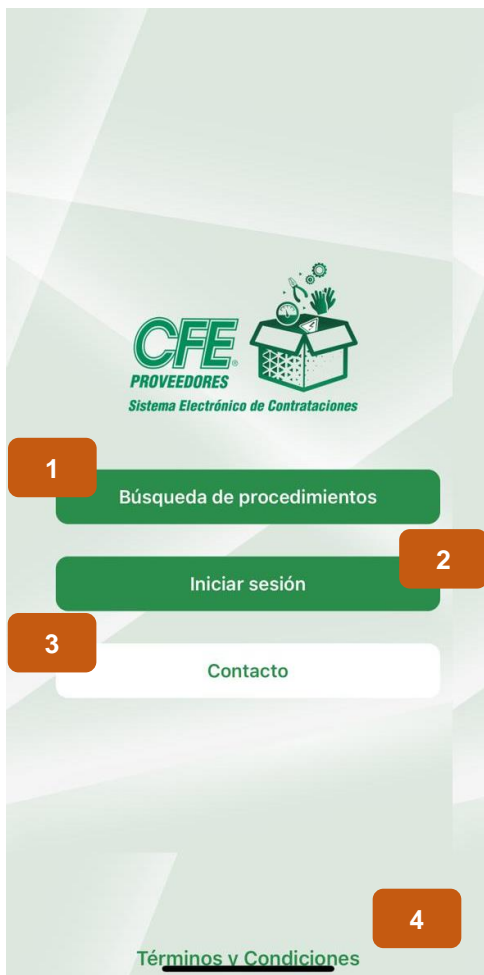 CFE
PROVEEDORES
Sistema Electrónico de Contrataciones
1
Búsqueda de procedimientos
2
Iniciar sesión
3
Contacto
4
Términos y Condiciones